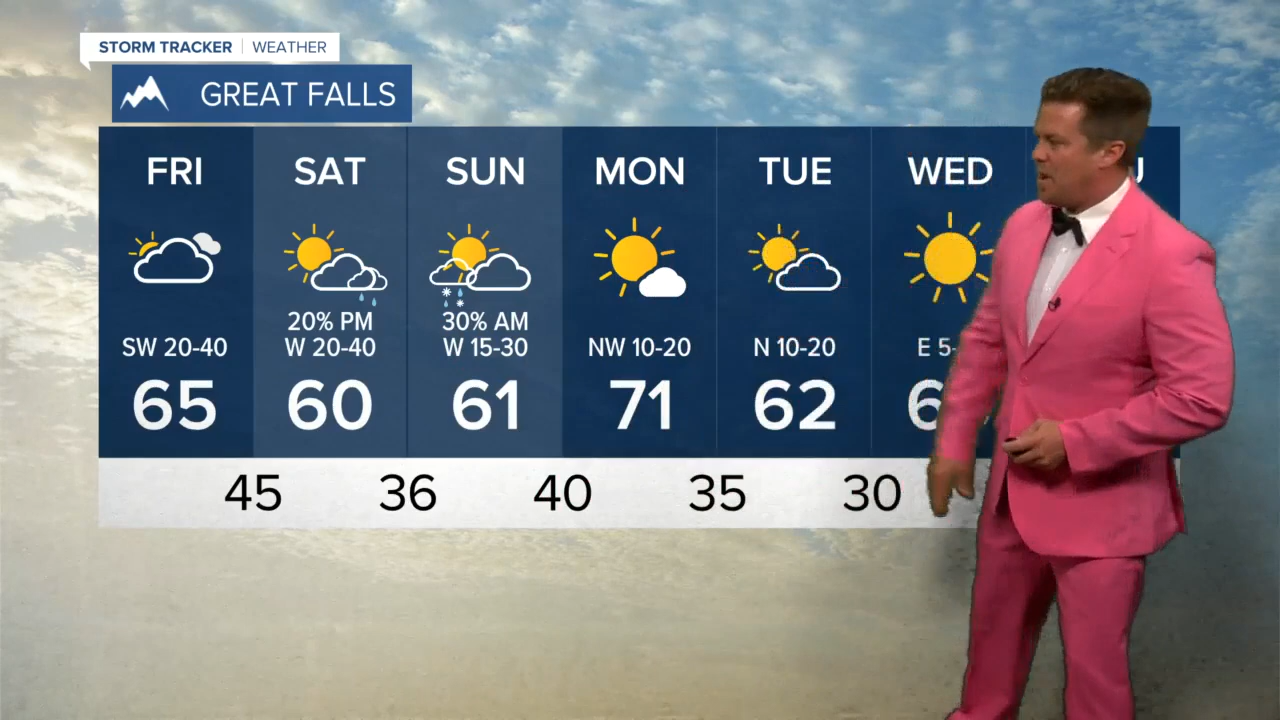 STORM TRACKER | WEATHER
GREAT FALLS
FRI SAT SUN MON TUE WED
20% PM 30% AM
SW 20-40 W 20-40 W 15-30 NW 10-20 N 10-20 E 5-
65 60 61 71 62
45 36 40 35 30